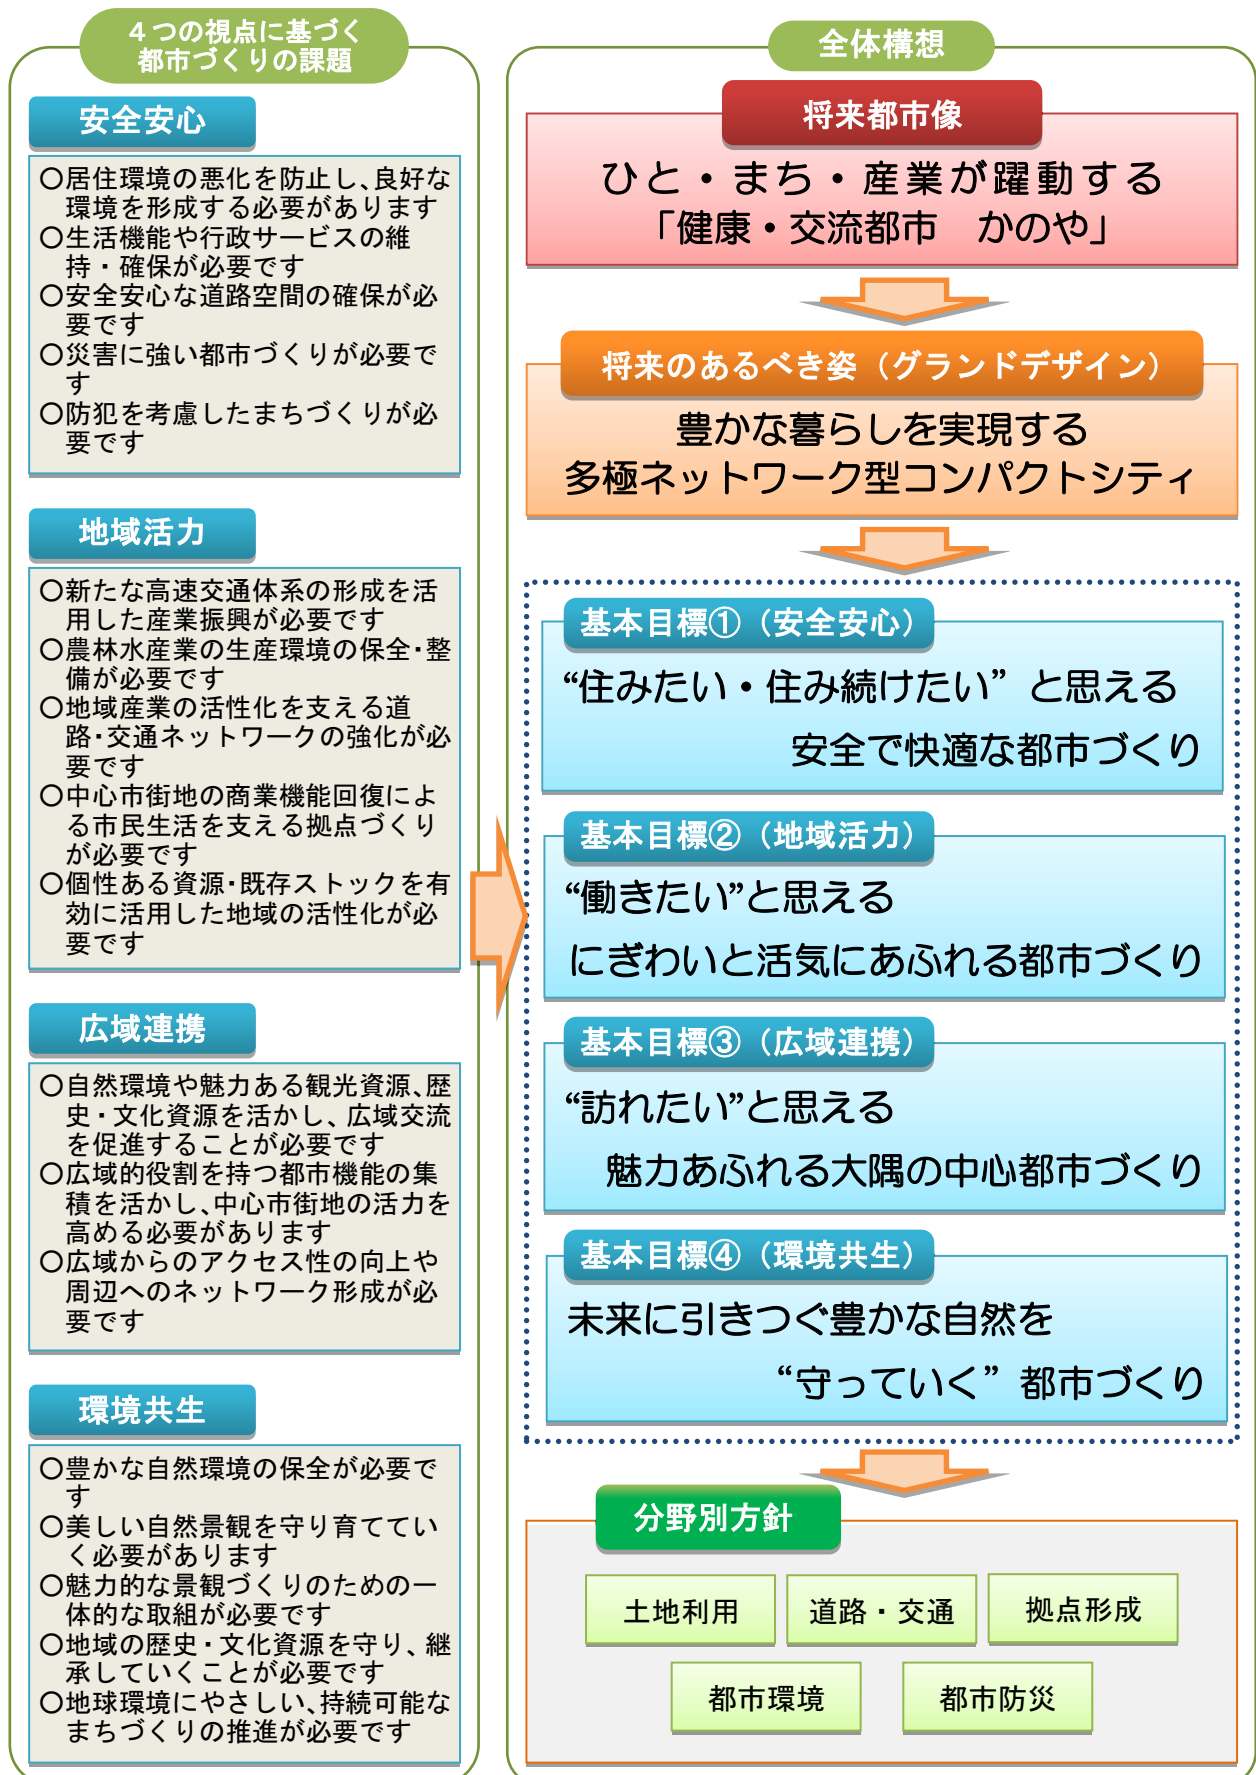 ４つの視点に基づく
都市づくりの課題
安全安心
○居住環境の悪化を防止し、良好な
環境を形成する必要があります
○生活機能や行政サービスの維
持・確保が必要です
○安全安心な道路空間の確保が必
要です
○災害に強い都市づくりが必要で
す
○防犯を考慮したまちづくりが必
要です
地域活力
○新たな高速交通体系の形成を活
用した産業振興が必要です
○農林水産業の生産環境の保全・整
備が必要です
○地域産業の活性化を支える道
路・交通ネットワークの強化が必
要です
○中心市街地の商業機能回復によ
る市民生活を支える拠点づくり
が必要です
○個性ある資源・既存ストックを有
効に活用した地域の活性化が必
要です
広域連携
○自然環境や魅力ある観光資源、歴
史・文化資源を活かし、広域交流
を促進することが必要です
○広域的役割を持つ都市機能の集
積を活かし、中心市街地の活力を
高める必要があります
○広域からのアクセス性の向上や
周辺へのネットワーク形成が必
要です
環境共生
○豊かな自然環境の保全が必要で
す
○美しい自然景観を守り育ててい
く必要があります
○魅力的な景観づくりのための一
体的な取組が必要です
○地域の歴史・文化資源を守り、継
承していくことが必要です
○地球環境にやさしい、持続可能な
まちづくりの推進が必要です
全体構想
将来都市像
ひと・まち・産業が躍動する
「健康・交流都市　かのや」
将来のあるべき姿（グランドデザイン）
豊かな暮らしを実現する
多極ネットワーク型コンパクトシティ
基本目標①（安全安心）
“住みたい・住み続けたい”と思える
安全で快適な都市づくり
基本目標②（地域活力）
“働きたい”と思える
にぎわいと活気にあふれる都市づくり
基本目標③（広域連携）
“訪れたい”と思える
魅力あふれる大隅の中心都市づくり
基本目標④（環境共生）
未来に引きつぐ豊かな自然を
“守っていく”都市づくり
分野別方針
土地利用
道路・交通
拠点形成
都市環境
都市防災